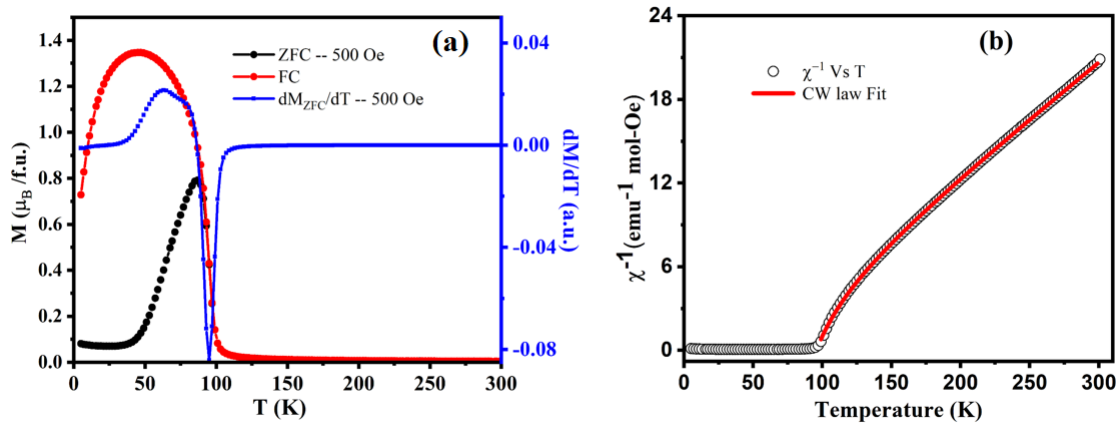 (a)
ZFC -- 500 Oe
FC
dM_ZFC/dT -- 500 Oe
M (μ_B /f.u.)
1.4
1.2
1.0
0.8
0.6
0.4
0.2
0.0
0 50 100 150 200 250 300
T (K)
0.04
0.00
-0.04
-0.08
dM/dT (a.u.)
(b)
χ⁻¹ Vs T
CW law Fit
χ⁻¹(emu⁻¹ mol-Oe)
24
18
12
6
0
0 50 100 150 200 250 300
Temperature (K)